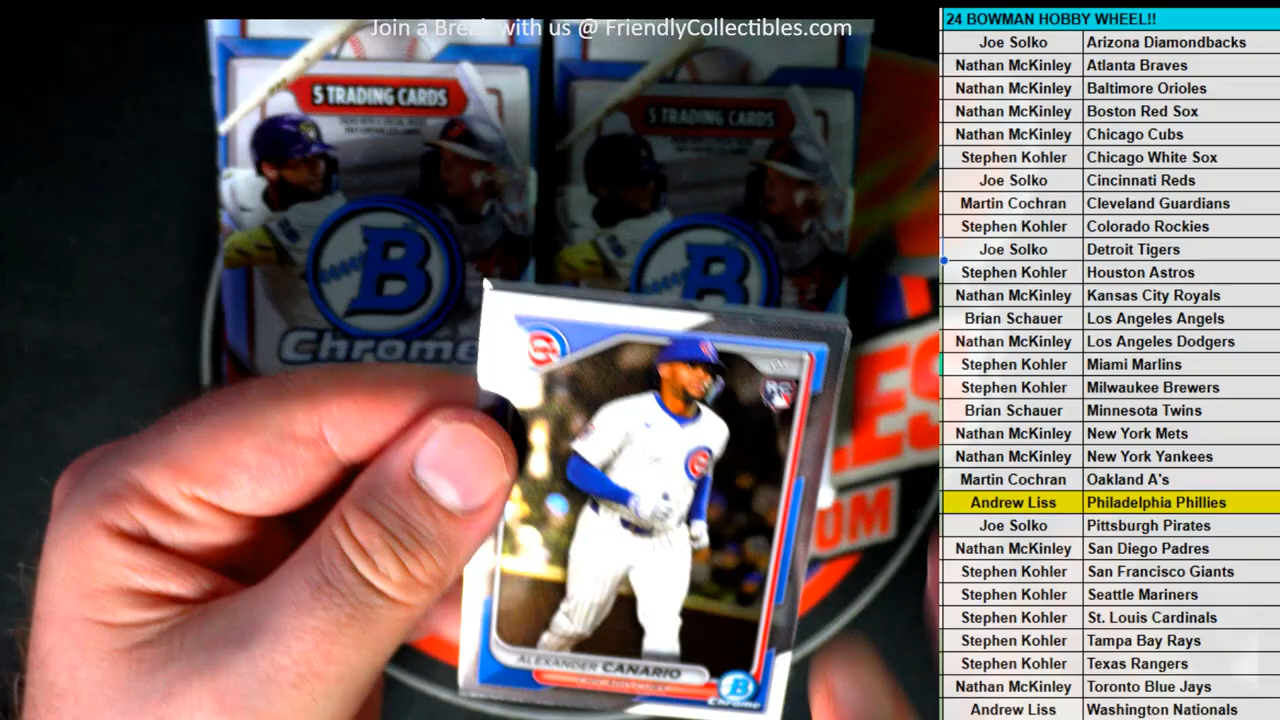 Join a Break with us @ FriendlyCollectibles.com
5 TRADING CARDS
5 TRADING CARDS
B
B
Chrome
RC
ALEXANDER CANARIO
B
Chrome
LES
OM
24 BOWMAN HOBBY WHEEL!!
Joe Solko Arizona Diamondbacks
Nathan McKinley Atlanta Braves
Nathan McKinley Baltimore Orioles
Nathan McKinley Boston Red Sox
Nathan McKinley Chicago Cubs
Stephen Kohler Chicago White Sox
Joe Solko Cincinnati Reds
Martin Cochran Cleveland Guardians
Stephen Kohler Colorado Rockies
Joe Solko Detroit Tigers
Stephen Kohler Houston Astros
Nathan McKinley Kansas City Royals
Brian Schauer Los Angeles Angels
Nathan McKinley Los Angeles Dodgers
Stephen Kohler Miami Marlins
Stephen Kohler Milwaukee Brewers
Brian Schauer Minnesota Twins
Nathan McKinley New York Mets
Nathan McKinley New York Yankees
Martin Cochran Oakland A's
Andrew Liss Philadelphia Phillies
Joe Solko Pittsburgh Pirates
Nathan McKinley San Diego Padres
Stephen Kohler San Francisco Giants
Stephen Kohler Seattle Mariners
Stephen Kohler St. Louis Cardinals
Stephen Kohler Tampa Bay Rays
Stephen Kohler Texas Rangers
Nathan McKinley Toronto Blue Jays
Andrew Liss Washington Nationals